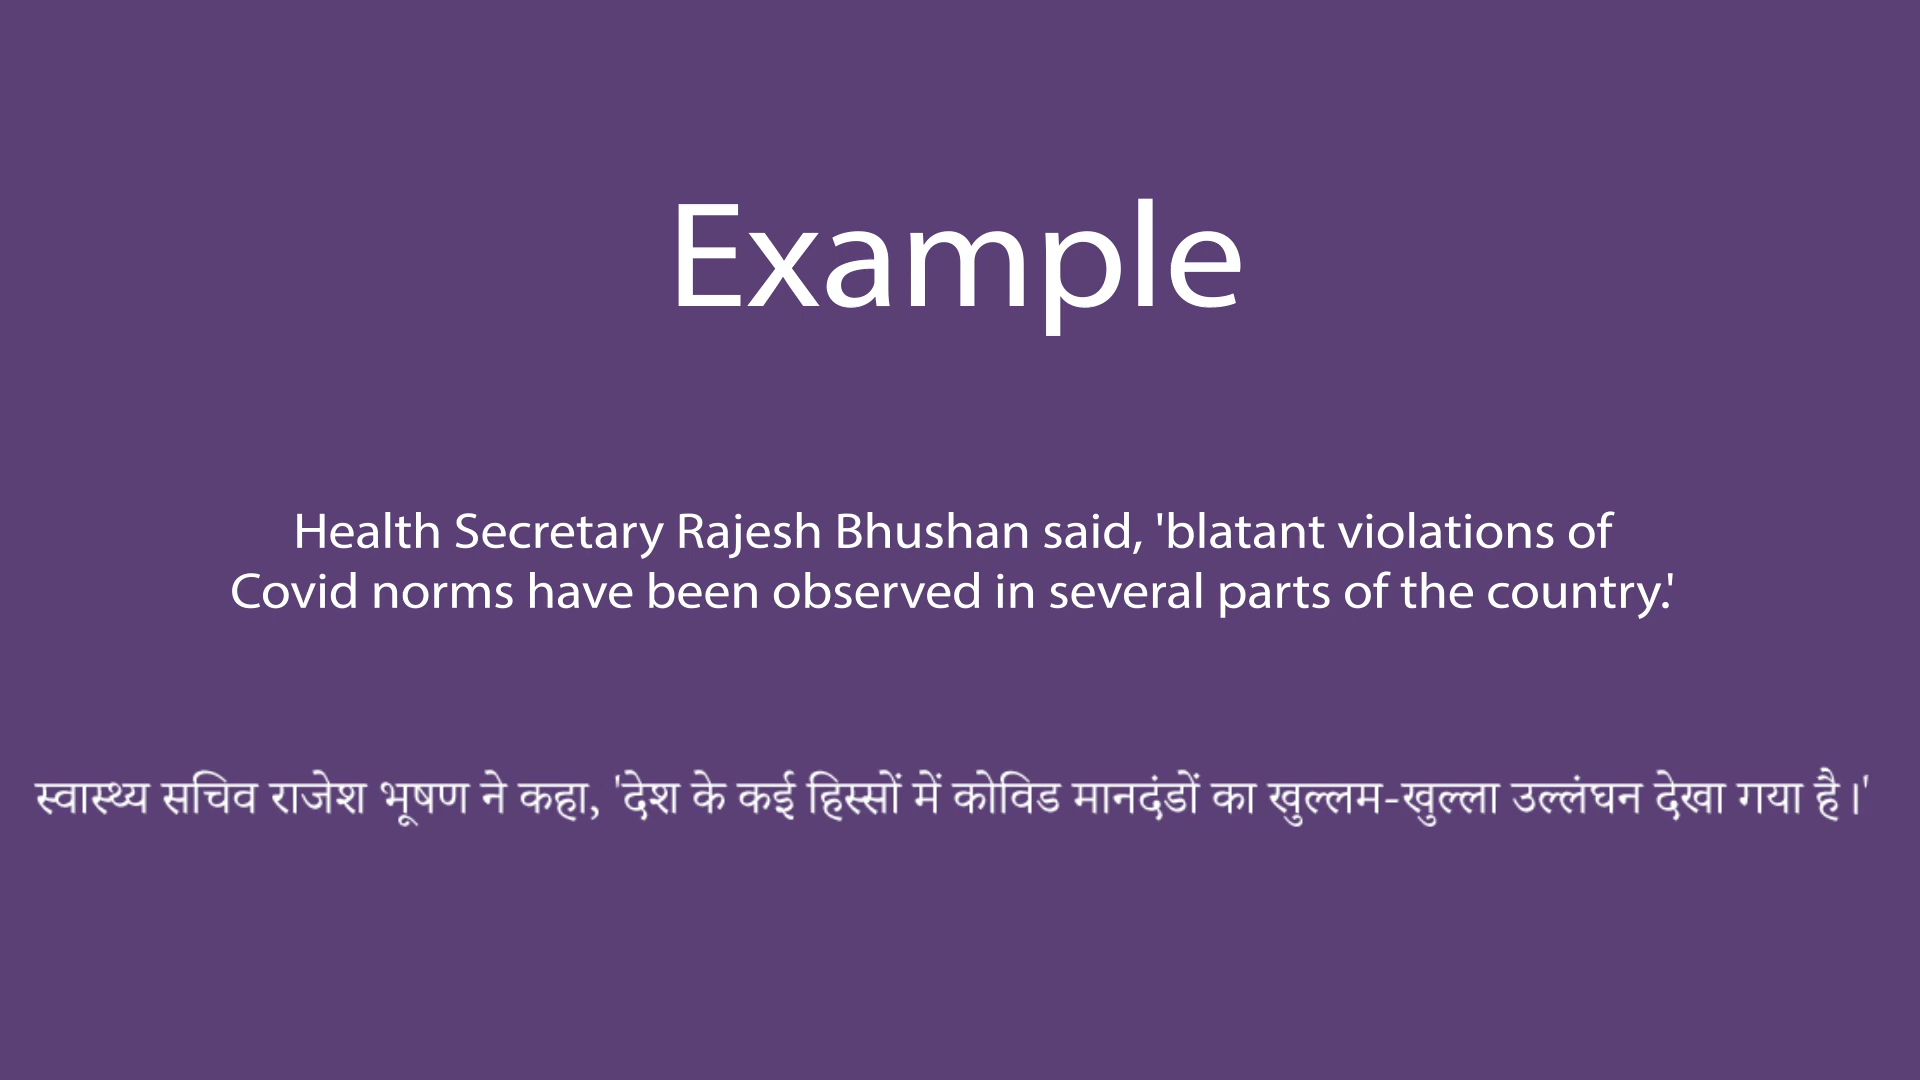 Example
Health Secretary Rajesh Bhushan said, 'blatant violations of
Covid norms have been observed in several parts of the country.'
स्वास्थ्य सचिव राजेश भूषण ने कहा, 'देश के कई हिस्सों में कोविड मानदंडों का खुल्लम-खुल्ला उल्लंघन देखा गया है।'